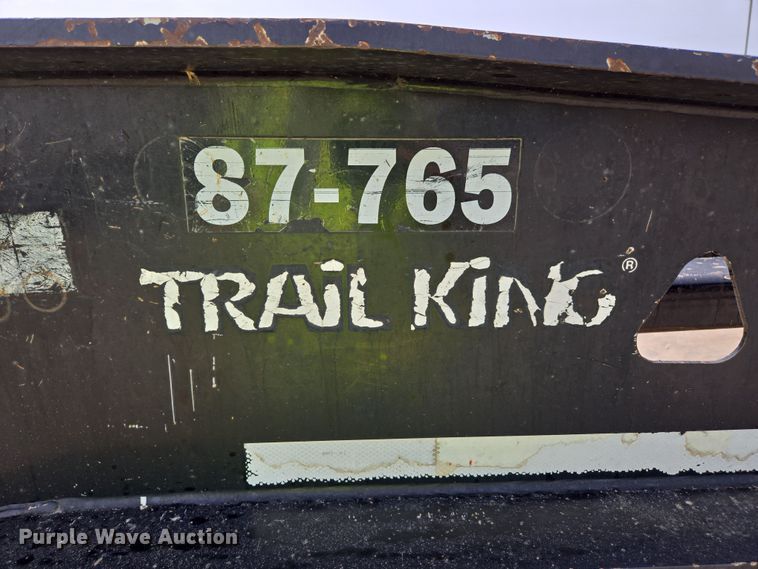 87-765
TRAIL KING®
Purple Wave Auction